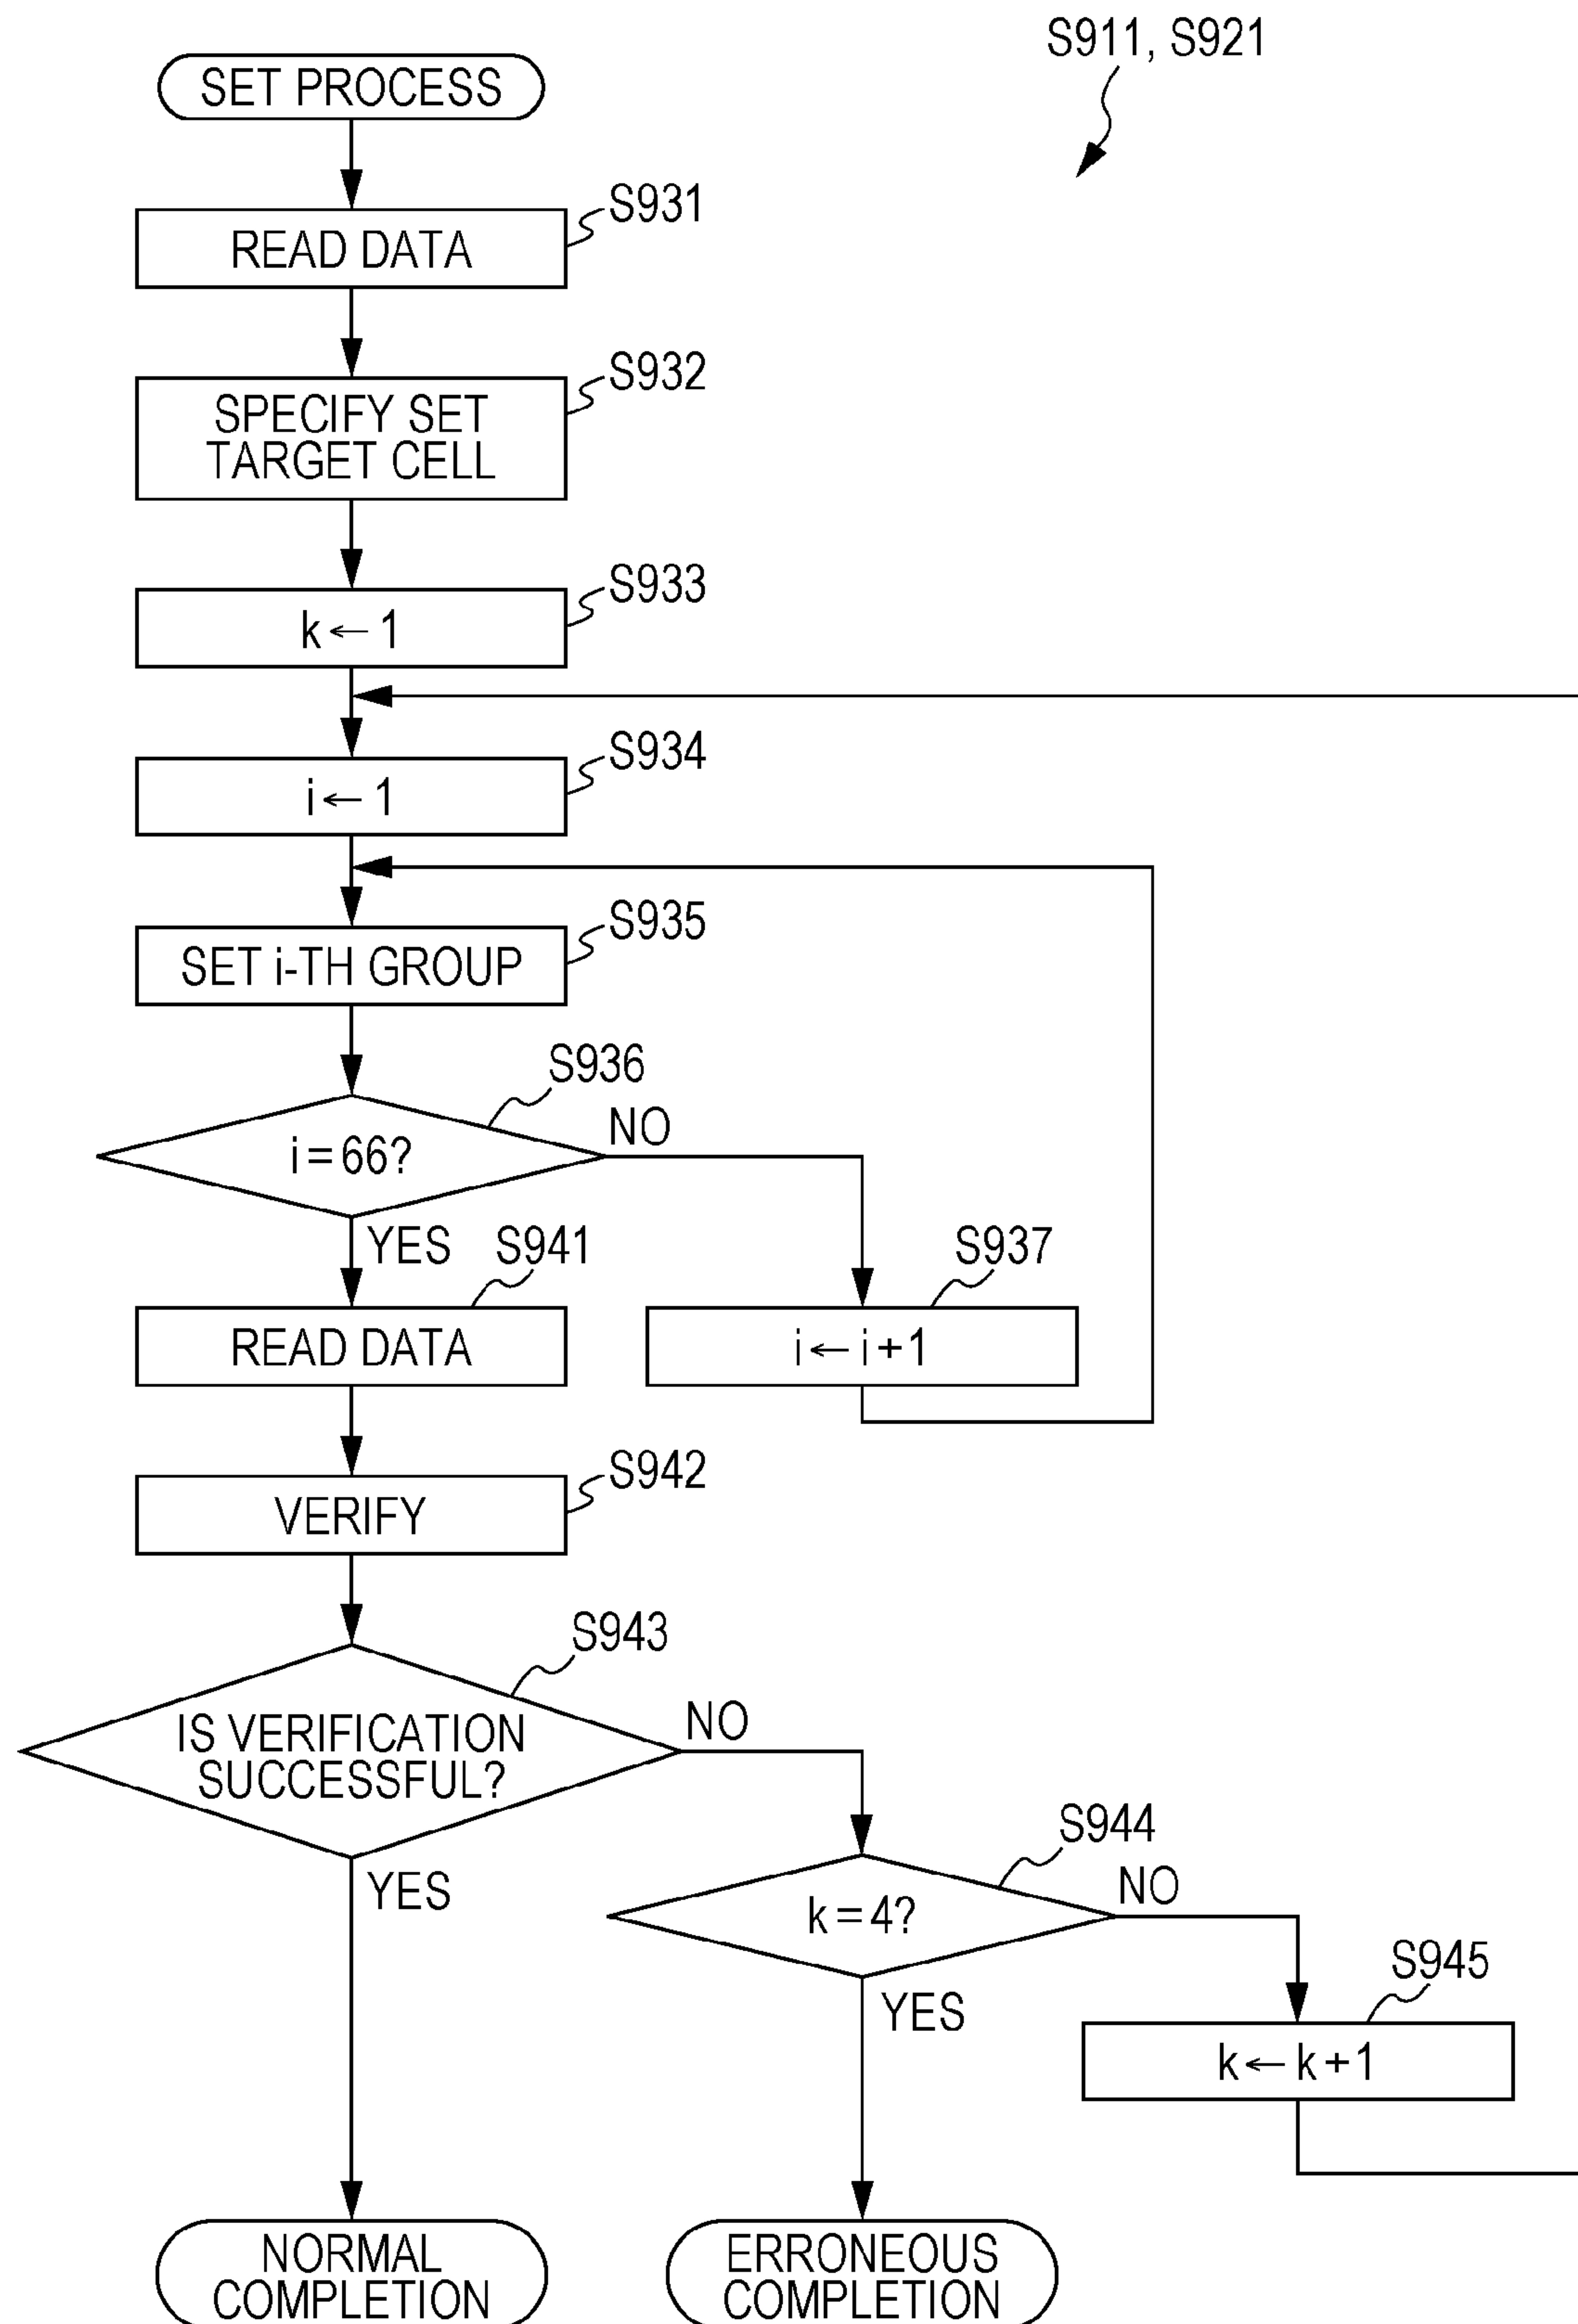 S911, S921
SET PROCESS
S931
READ DATA
S932
SPECIFY SET
TARGET CELL
S933
k ← 1
S934
i ← 1
S935
SET i-TH GROUP
S936
i = 66?
NO
YES
S941
S937
READ DATA
i ← i + 1
S942
VERIFY
S943
IS VERIFICATION
SUCCESSFUL?
NO
YES
S944
k = 4?
NO
YES
S945
k ← k + 1
NORMAL
COMPLETION
ERRONEOUS
COMPLETION